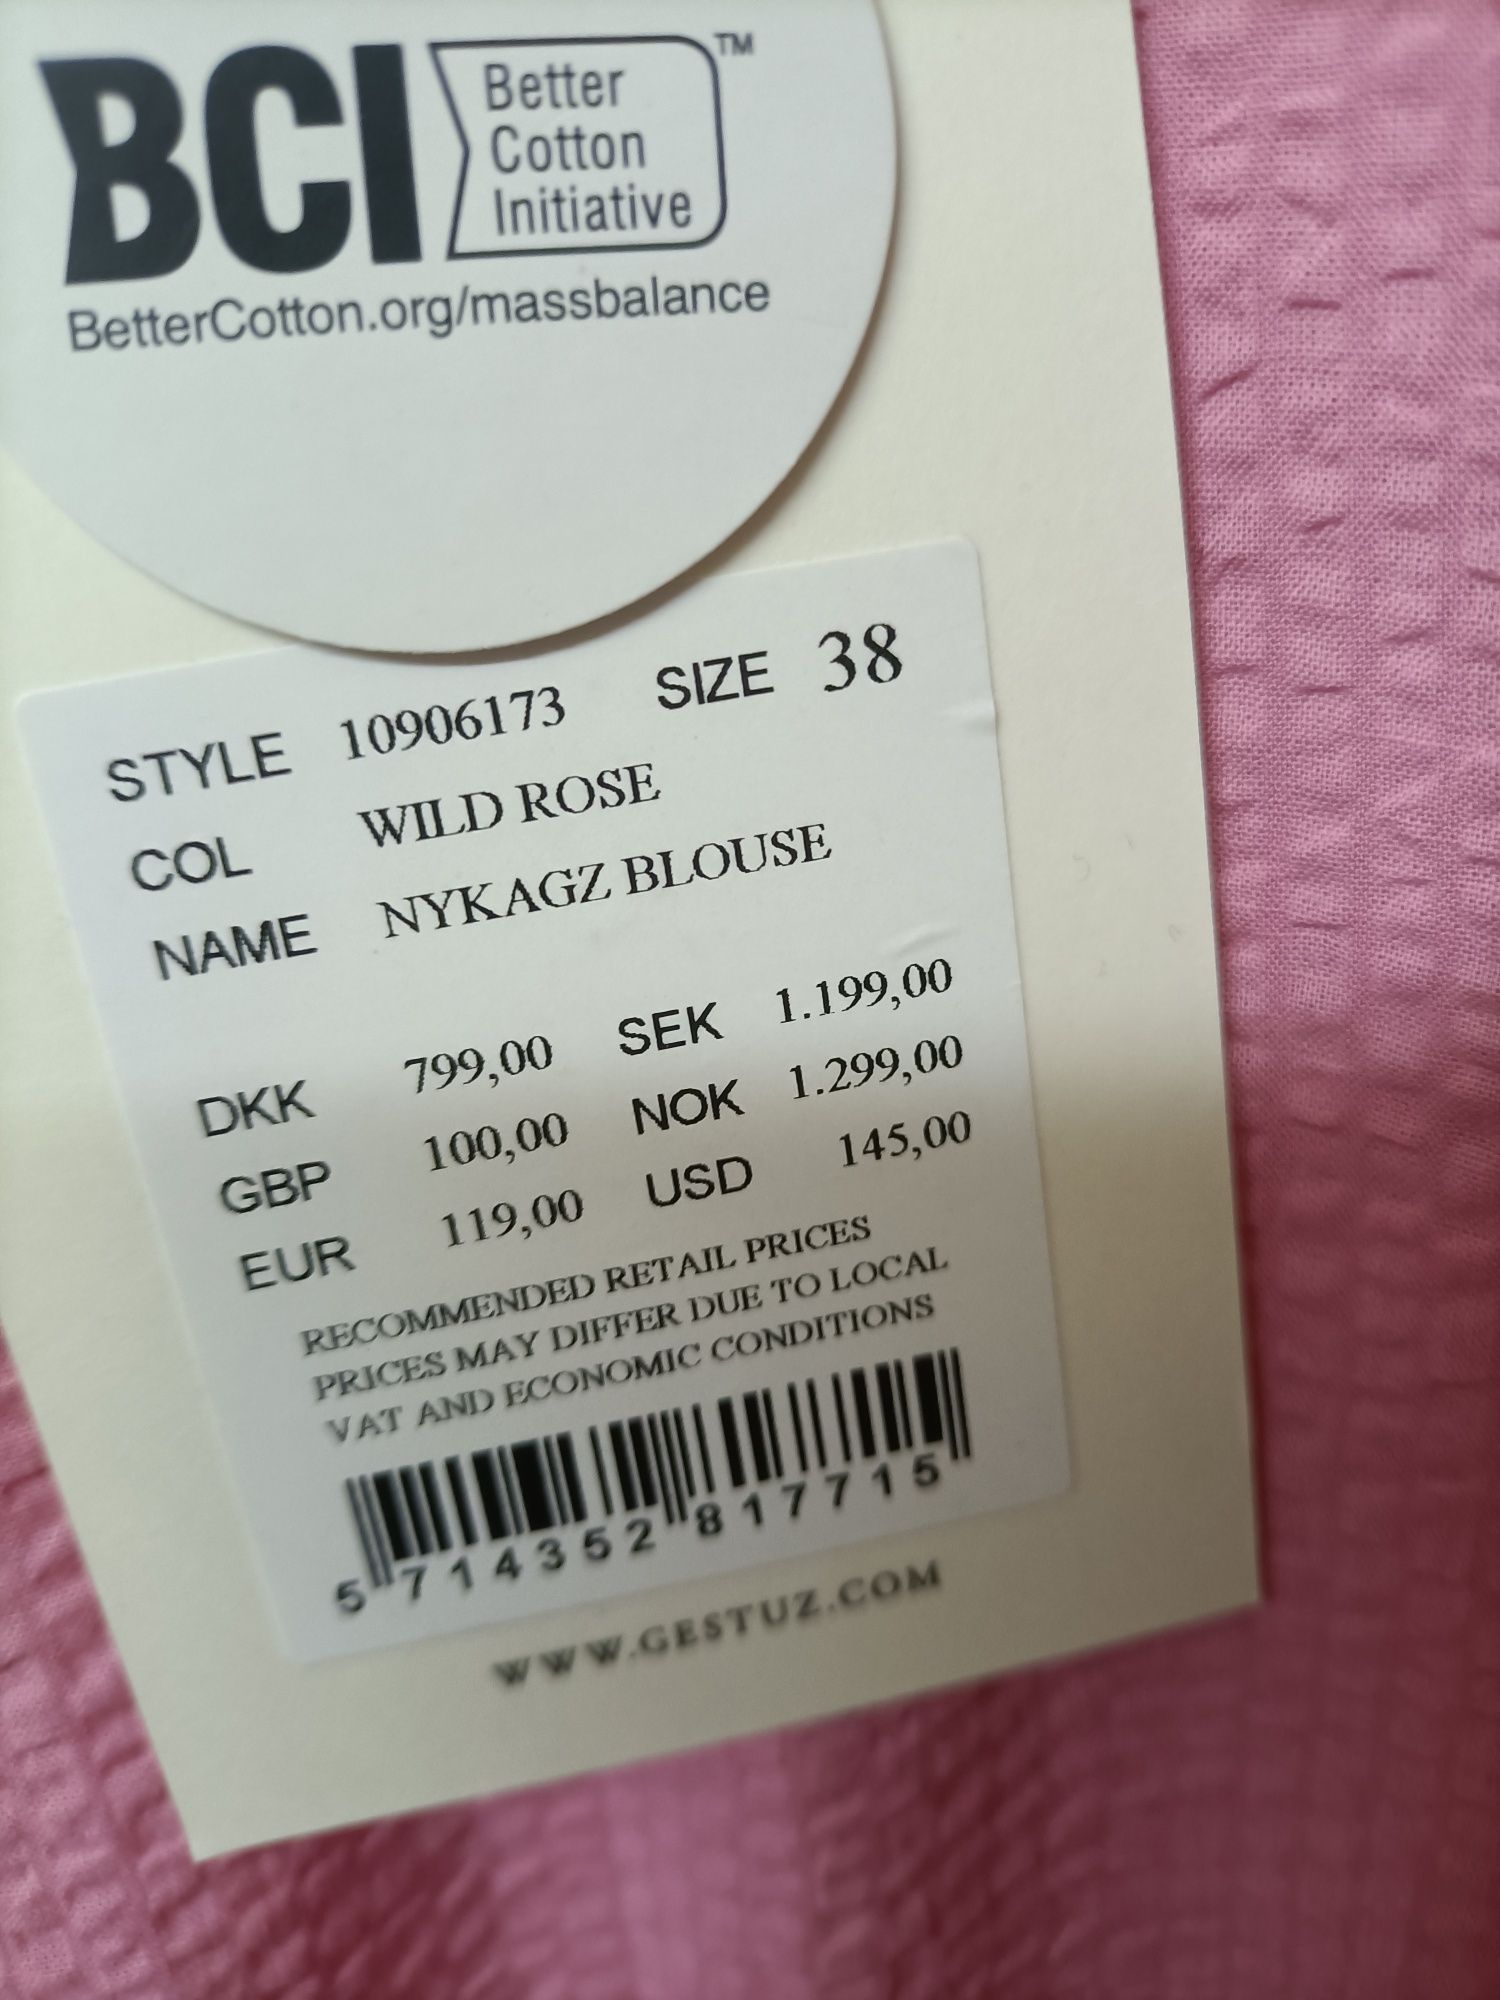 BCI Better Cotton Initiative™
BetterCotton.org/massbalance
STYLE 10906173 SIZE 38
COL WILD ROSE
NAME NYKAGZ BLOUSE
DKK 799,00 SEK 1.199,00
GBP 100,00 NOK 1.299,00
EUR 119,00 USD 145,00
RECOMMENDED RETAIL PRICES
PRICES MAY DIFFER DUE TO LOCAL
VAT AND ECONOMIC CONDITIONS
5 714352 817715
WWW.GESTUZ.COM